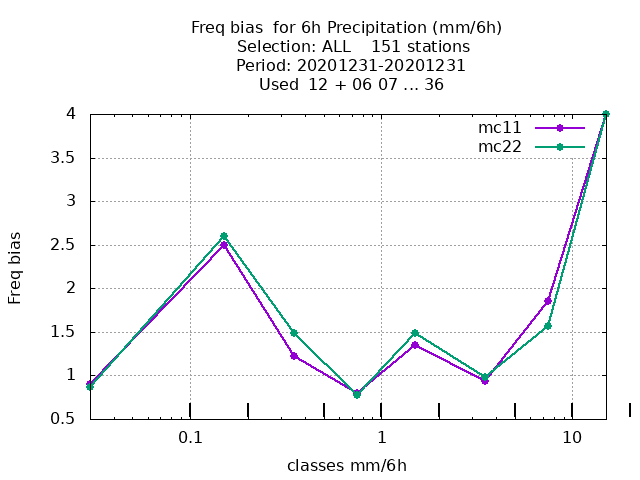 Freq bias  for 6h Precipitation (mm/6h)
Selection: ALL    151 stations
Period: 20201231-20201231
Used  12 + 06 07 ... 36
mc11
mc22
4
3.5
3
2.5
2
1.5
1
0.5
Freq bias
0.1
1
10
classes mm/6h